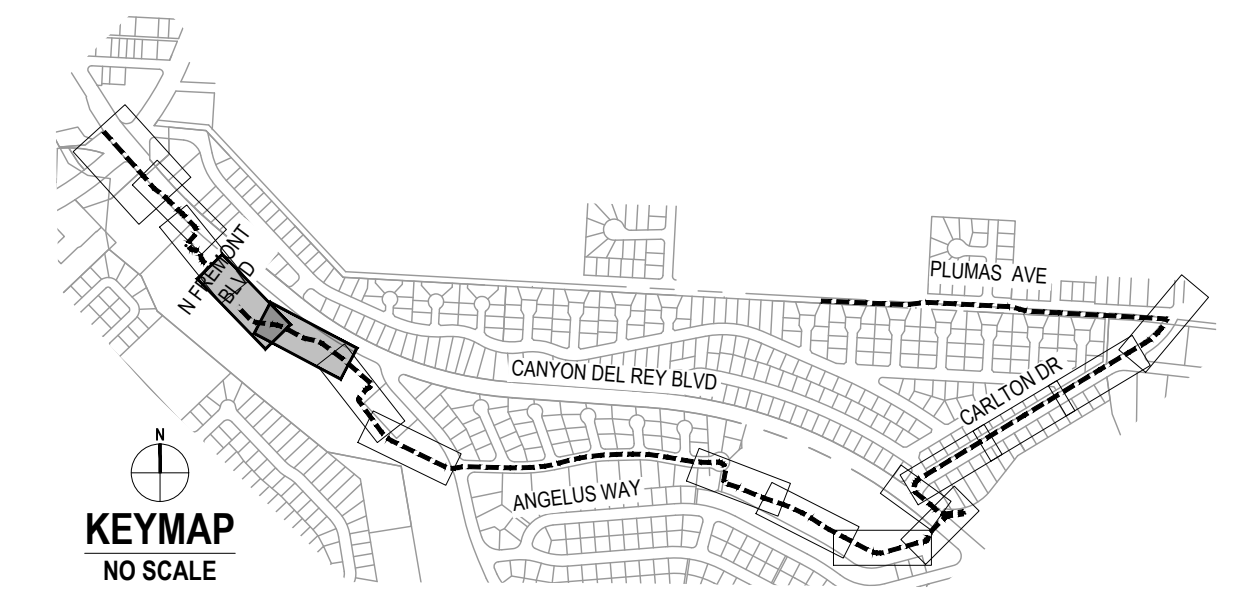 N FREMONT
BLVD
PLUMAS AVE
CANYON DEL REY BLVD
CARLTON DR
ANGELUS WAY
N
KEYMAP
NO SCALE